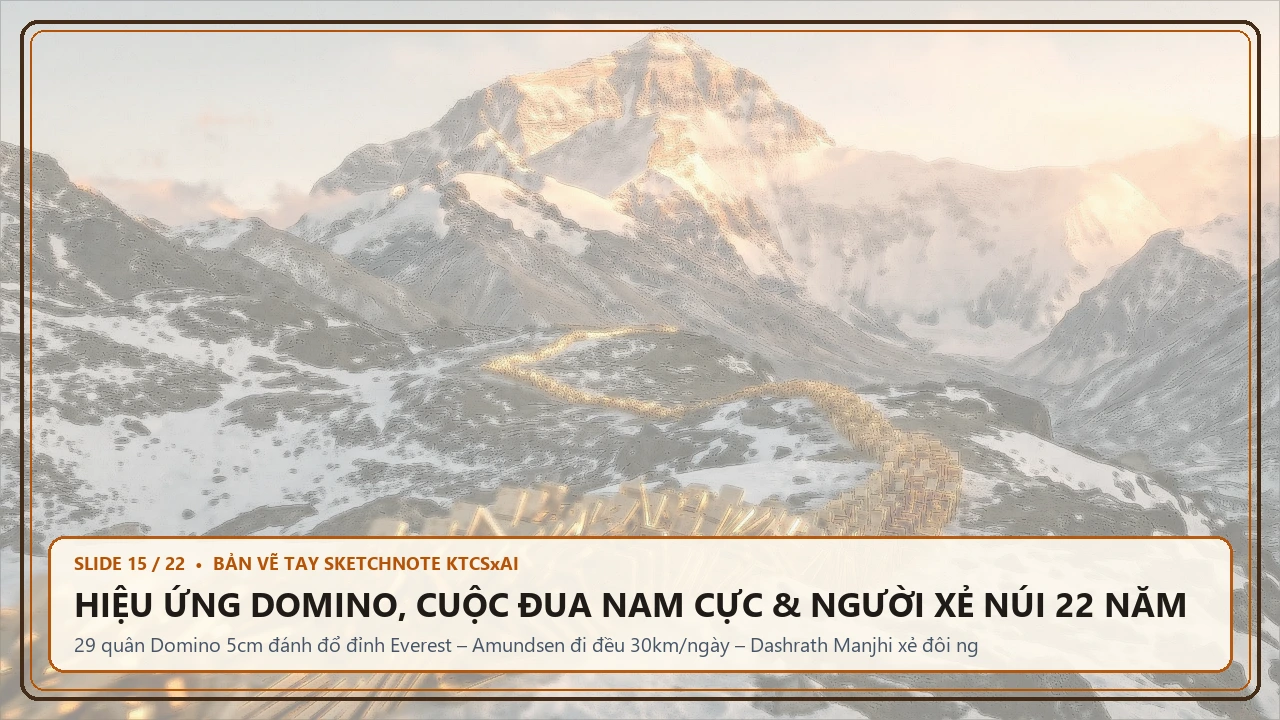 SLIDE 15 / 22 • BẢN VẼ TAY SKETCHNOTE KTCSxAI
HIỆU ỨNG DOMINO, CUỘC ĐUA NAM CỰC & NGƯỜI XẺ NÚI 22 NĂM
29 quân Domino 5cm đánh đổ đỉnh Everest – Amundsen đi đều 30km/ngày – Dashrath Manjhi xẻ đôi ng